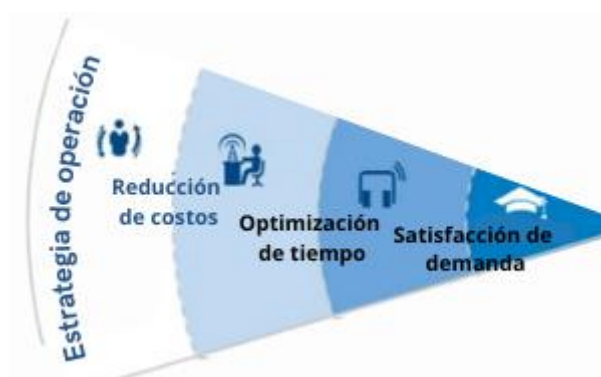 Estrategia de operación
Reducción
de costos
Optimización
de tiempo
Satisfacción de
demanda